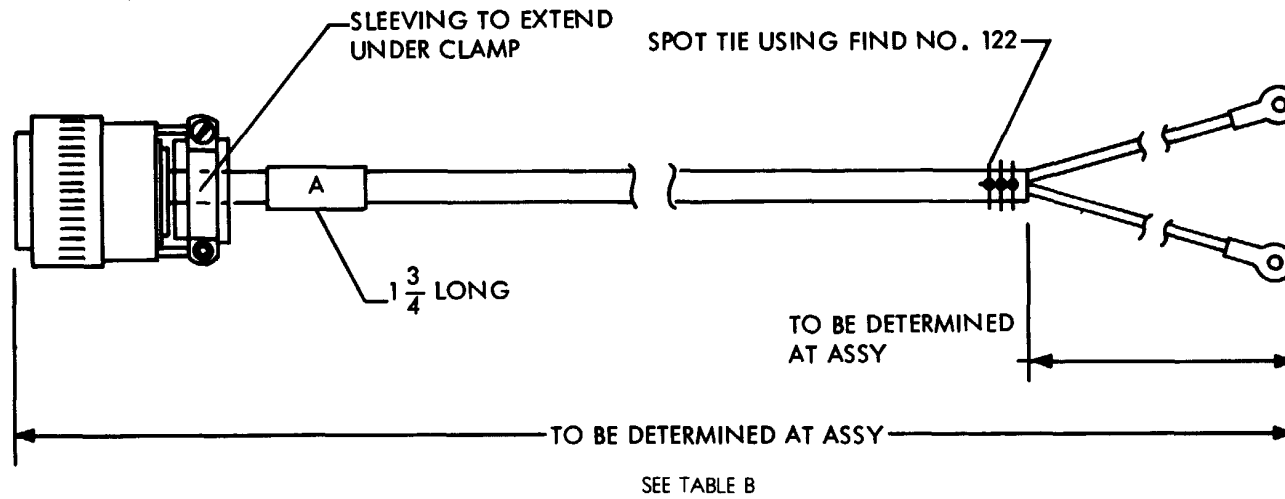 SLEEVING TO EXTEND
UNDER CLAMP
SPOT TIE USING FIND NO. 122
A
1 3/4 LONG
TO BE DETERMINED
AT ASSY
TO BE DETERMINED AT ASSY
SEE TABLE B